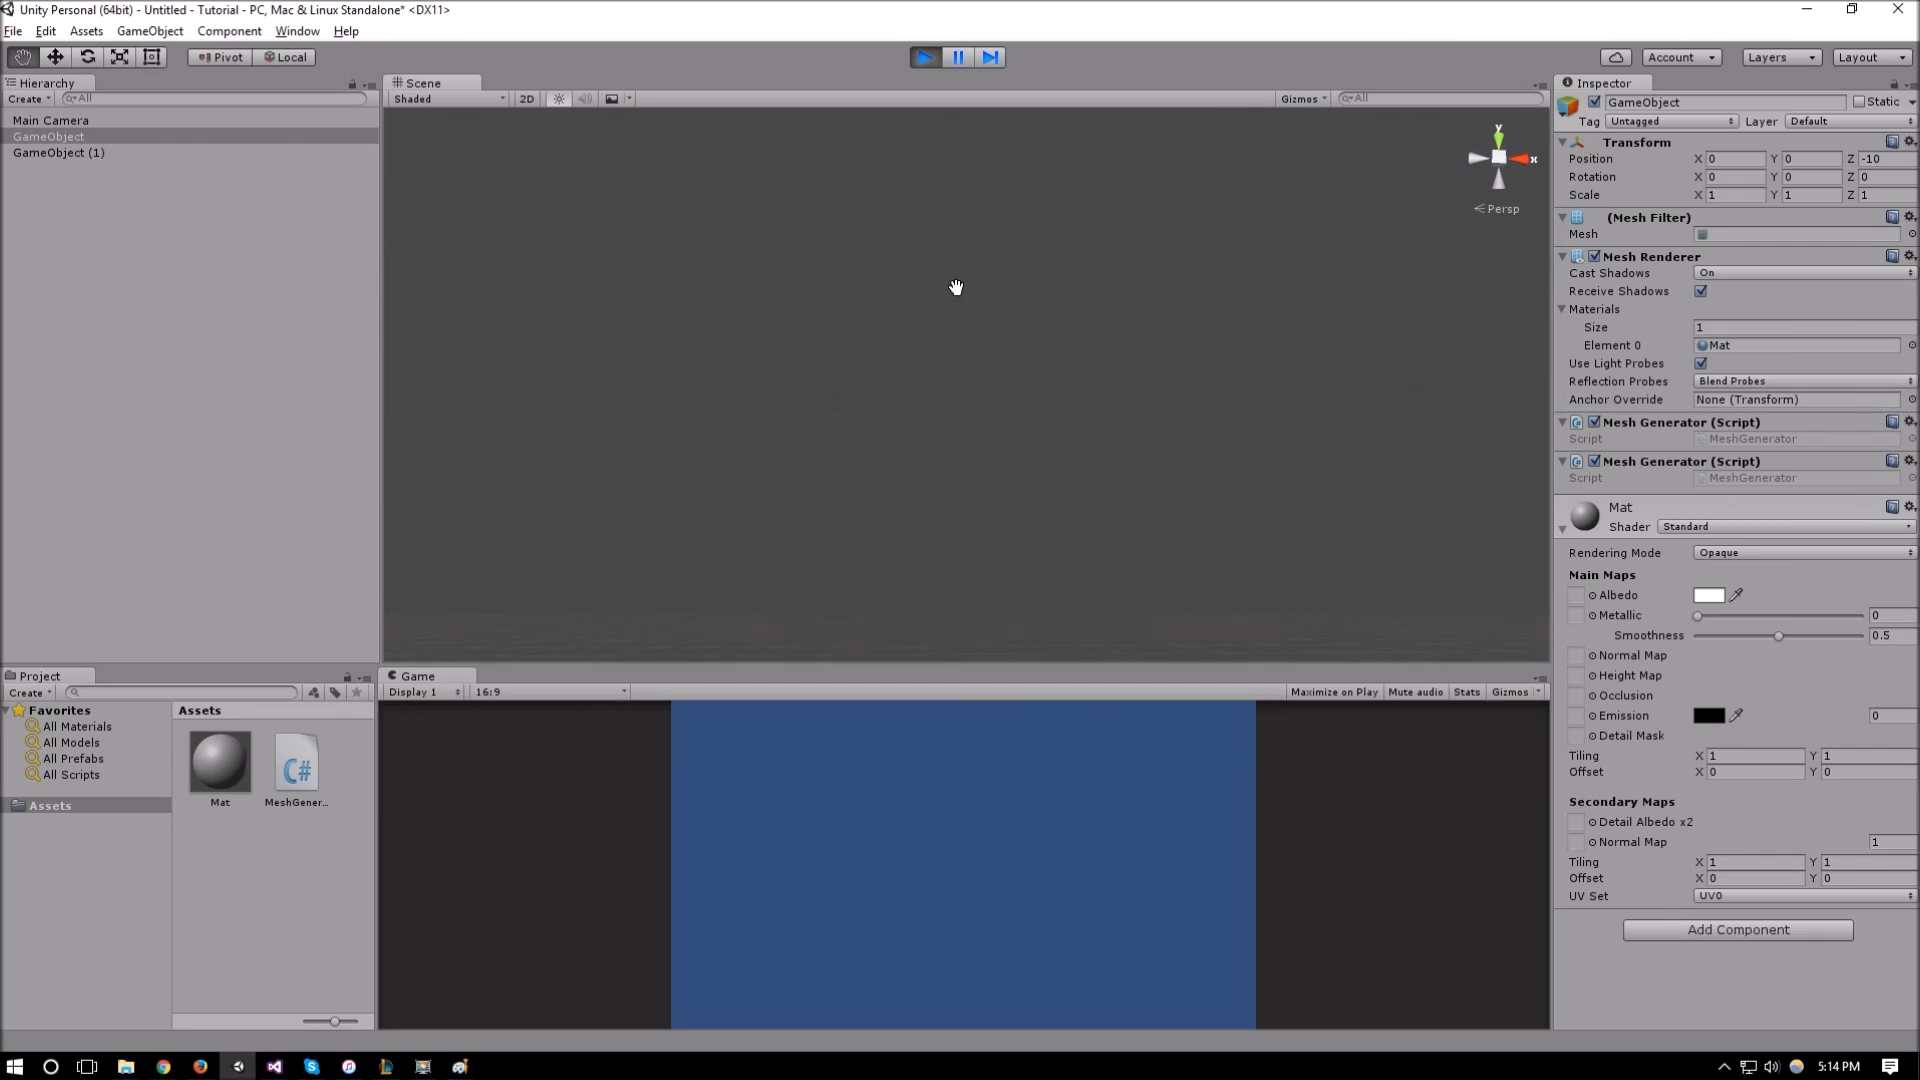 Unity Personal (64bit) - Untitled - Tutorial - PC, Mac & Linux Standalone* <DX11>
File Edit Assets GameObject Component Window Help
Pivot Local Account Layers Layout
Hierarchy
Create All
Main Camera
GameObject
GameObject (1)
Scene
Shaded 2D Gizmos All
y
x
Persp
Inspector
GameObject Static
Tag Untagged Layer Default
Transform
Position X 0 Y 0 Z -10
Rotation X 0 Y 0 Z 0
Scale X 1 Y 1 Z 1
(Mesh Filter)
Mesh
Mesh Renderer
Cast Shadows On
Receive Shadows
Materials
Size 1
Element 0 Mat
Use Light Probes
Reflection Probes Blend Probes
Anchor Override None (Transform)
Mesh Generator (Script)
Script MeshGenerator
Mesh Generator (Script)
Script MeshGenerator
Mat
Shader Standard
Rendering Mode Opaque
Main Maps
Albedo
Metallic 0
Smoothness 0.5
Normal Map
Height Map
Occlusion
Emission 0
Detail Mask
Tiling X 1 Y 1
Offset X 0 Y 0
Secondary Maps
Detail Albedo x2
Normal Map 1
Tiling X 1 Y 1
Offset X 0 Y 0
UV Set UV0
Add Component
Project
Create
Favorites
All Materials
All Models
All Prefabs
All Scripts
Assets
Assets
C#
Mat MeshGener...
Game
Display 1 16:9 Maximize on Play Mute audio Stats Gizmos
5:14 PM